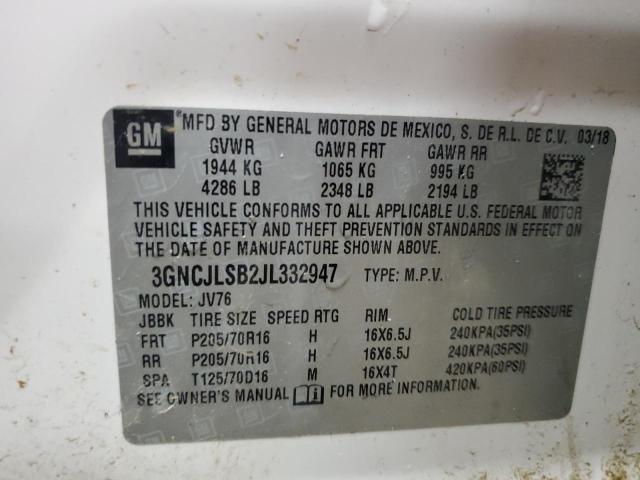 GM
*MFD BY GENERAL MOTORS DE MEXICO, S. DE R.L. DE C.V. 03/18
GVWR GAWR FRT GAWR RR
1944 KG 1065 KG 995 KG
4286 LB 2348 LB 2194 LB
THIS VEHICLE CONFORMS TO ALL APPLICABLE U.S. FEDERAL MOTOR
VEHICLE SAFETY AND THEFT PREVENTION STANDARDS IN EFFECT ON
THE DATE OF MANUFACTURE SHOWN ABOVE.
3GNCJLSB2JL332947 TYPE: M.P.V.
MODEL: JV76
JBBK TIRE SIZE SPEED RTG RIM COLD TIRE PRESSURE
FRT P205/70R16 H 16X6.5J 240KPA(35PSI)
RR P205/70R16 H 16X6.5J 240KPA(35PSI)
SPA T125/70D16 M 16X4T 420KPA(60PSI)
SEE OWNER'S MANUAL FOR MORE INFORMATION.